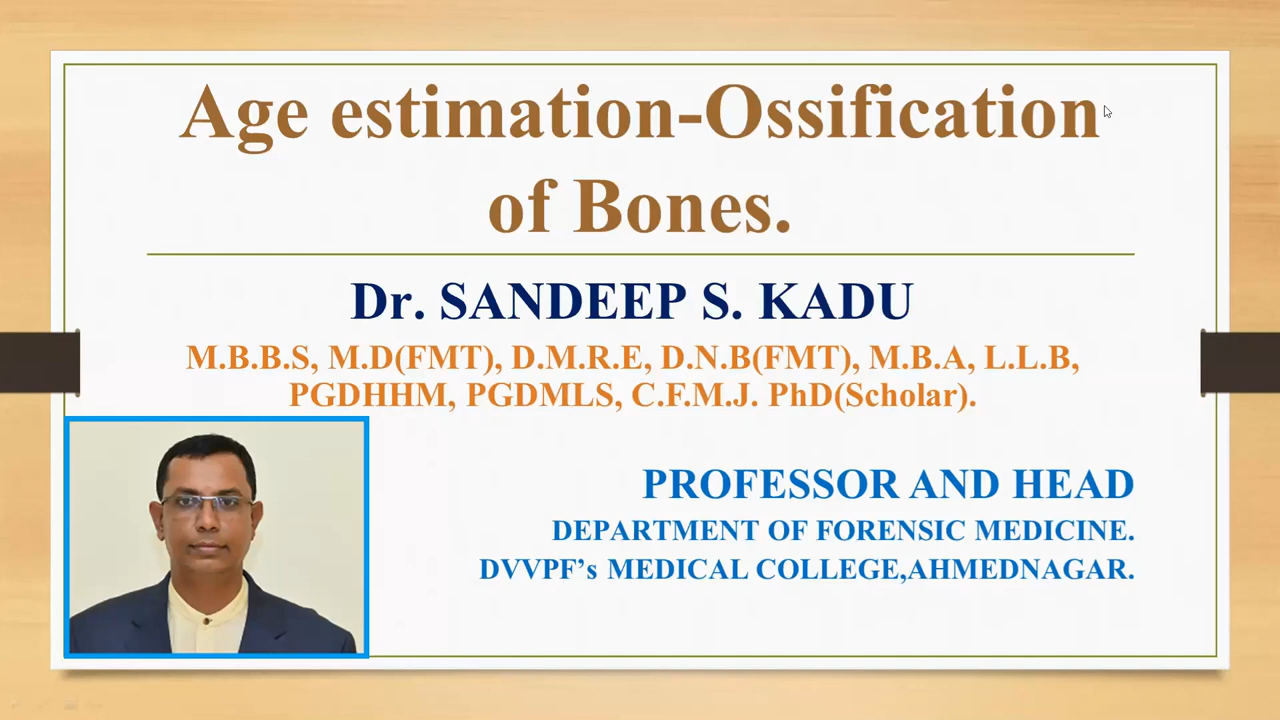 Age estimation-Ossification
of Bones.
Dr. SANDEEP S. KADU
M.B.B.S, M.D(FMT), D.M.R.E, D.N.B(FMT), M.B.A, L.L.B,
PGDHHM, PGDMLS, C.F.M.J. PhD(Scholar).
PROFESSOR AND HEAD
DEPARTMENT OF FORENSIC MEDICINE.
DVVPF’s MEDICAL COLLEGE,AHMEDNAGAR.